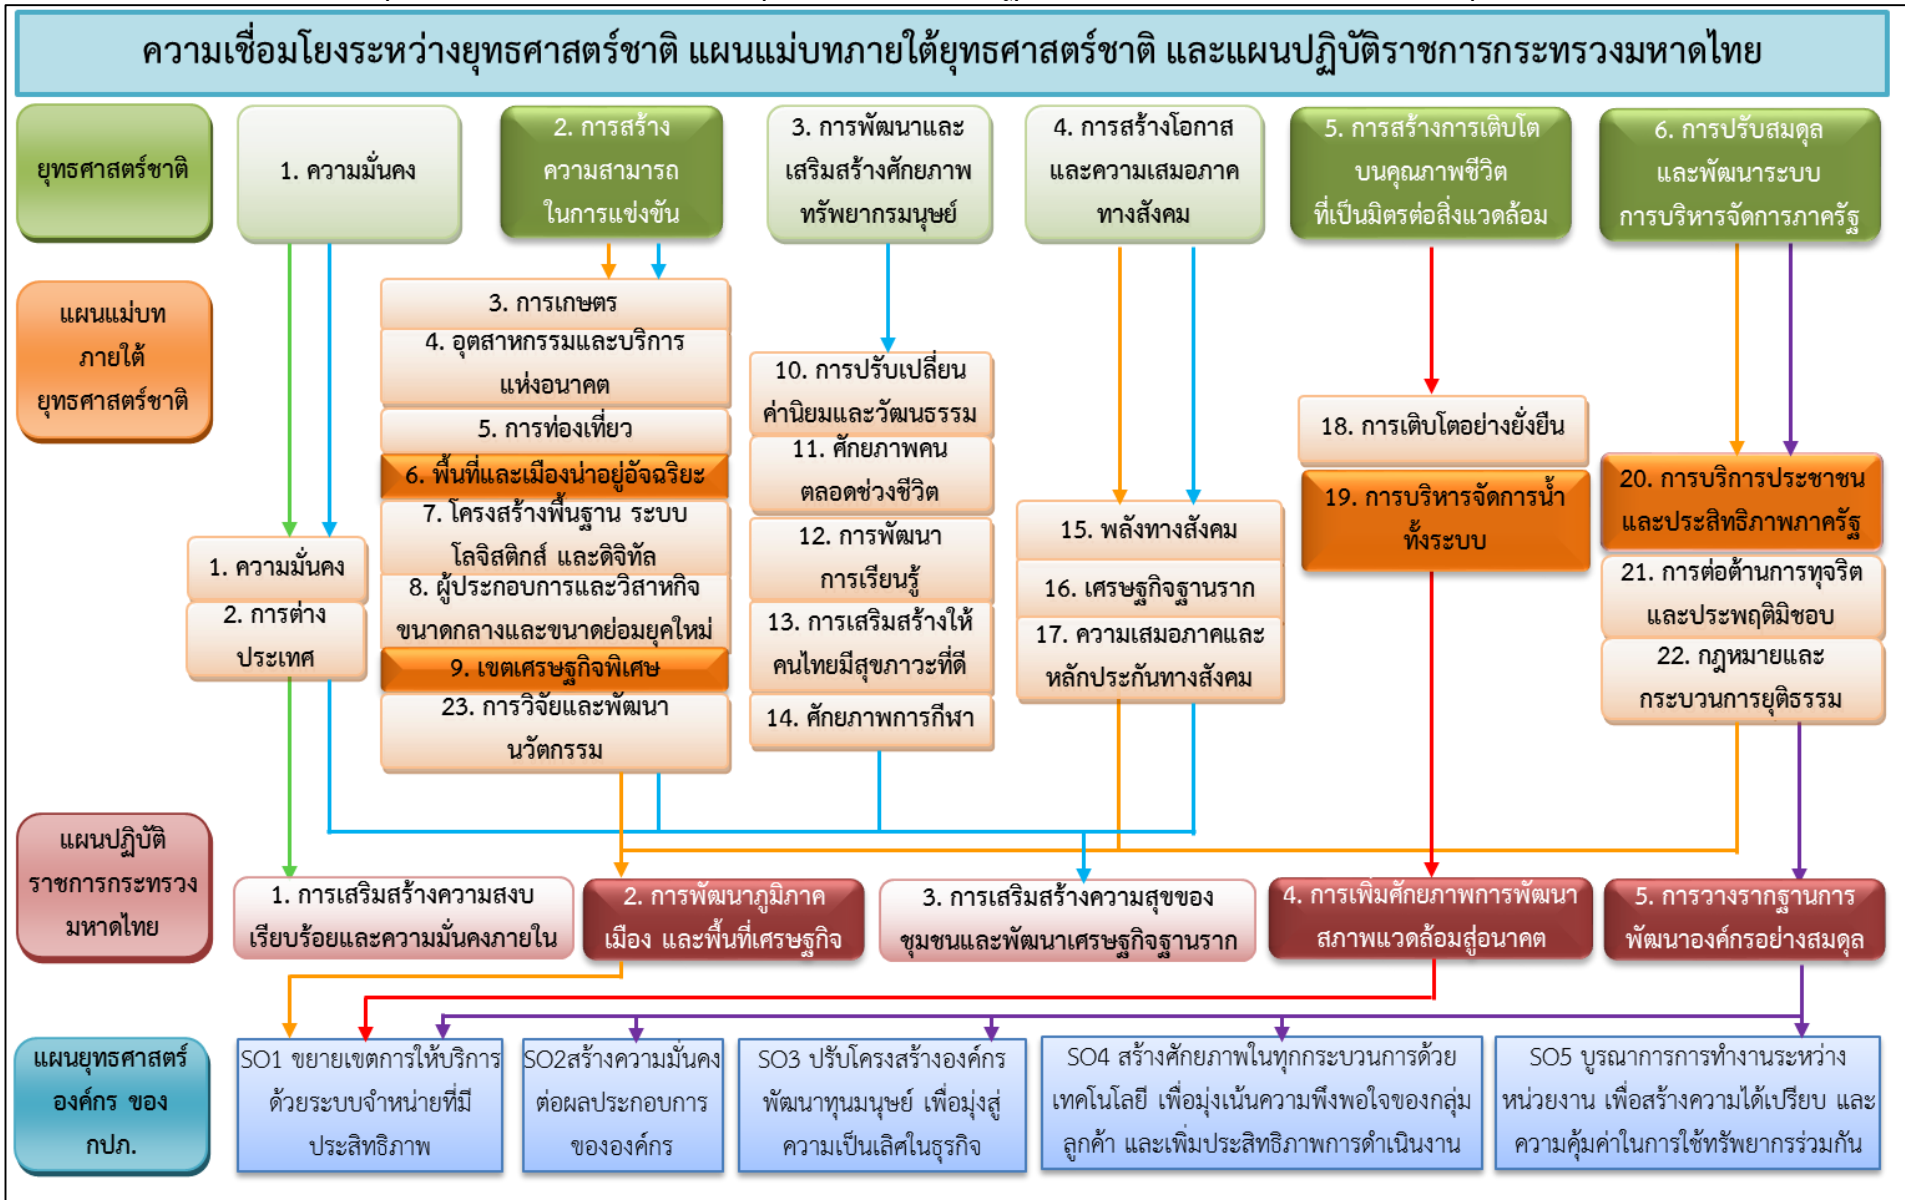 ความเชื่อมโยงระหว่างยุทธศาสตร์ชาติ แผนแม่บทภายใต้ยุทธศาสตร์ชาติ และแผนปฏิบัติราชการกระทรวงมหาดไทย
ยุทธศาสตร์ชาติ
1. ความมั่นคง
2. การสร้าง
ความสามารถ
ในการแข่งขัน
3. การพัฒนาและ
เสริมสร้างศักยภาพ
ทรัพยากรมนุษย์
4. การสร้างโอกาส
และความเสมอภาค
ทางสังคม
5. การสร้างการเติบโต
บนคุณภาพชีวิต
ที่เป็นมิตรต่อสิ่งแวดล้อม
6. การปรับสมดุล
และพัฒนาระบบ
การบริหารจัดการภาครัฐ
แผนแม่บท
ภายใต้
ยุทธศาสตร์ชาติ
1. ความมั่นคง
2. การต่าง
ประเทศ
3. การเกษตร
4. อุตสาหกรรมและบริการ
แห่งอนาคต
5. การท่องเที่ยว
6. พื้นที่และเมืองน่าอยู่อัจฉริยะ
7. โครงสร้างพื้นฐาน ระบบ
โลจิสติกส์ และดิจิทัล
8. ผู้ประกอบการและวิสาหกิจ
ขนาดกลางและขนาดย่อมยุคใหม่
9. เขตเศรษฐกิจพิเศษ
23. การวิจัยและพัฒนา
นวัตกรรม
10. การปรับเปลี่ยน
ค่านิยมและวัฒนธรรม
11. ศักยภาพคน
ตลอดช่วงชีวิต
12. การพัฒนา
การเรียนรู้
13. การเสริมสร้างให้
คนไทยมีสุขภาวะที่ดี
14. ศักยภาพการกีฬา
15. พลังทางสังคม
16. เศรษฐกิจฐานราก
17. ความเสมอภาคและ
หลักประกันทางสังคม
18. การเติบโตอย่างยั่งยืน
19. การบริหารจัดการน้ำ
ทั้งระบบ
20. การบริการประชาชน
และประสิทธิภาพภาครัฐ
21. การต่อต้านการทุจริต
และประพฤติมิชอบ
22. กฎหมายและ
กระบวนการยุติธรรม
แผนปฏิบัติ
ราชการกระทรวง
มหาดไทย
1. การเสริมสร้างความสงบ
เรียบร้อยและความมั่นคงภายใน
2. การพัฒนาภูมิภาค
เมือง และพื้นที่เศรษฐกิจ
3. การเสริมสร้างความสุขของ
ชุมชนและพัฒนาเศรษฐกิจฐานราก
4. การเพิ่มศักยภาพการพัฒนา
สภาพแวดล้อมสู่อนาคต
5. การวางรากฐานการ
พัฒนาองค์กรอย่างสมดุล
แผนยุทธศาสตร์
องค์กร ของ
กปภ.
SO1 ขยายเขตการให้บริการ
ด้วยระบบจำหน่ายที่มี
ประสิทธิภาพ
SO2สร้างความมั่นคง
ต่อผลประกอบการ
ขององค์กร
SO3 ปรับโครงสร้างองค์กร
พัฒนาทุนมนุษย์ เพื่อมุ่งสู่
ความเป็นเลิศในธุรกิจ
SO4 สร้างศักยภาพในทุกกระบวนการด้วย
เทคโนโลยี เพื่อมุ่งเน้นความพึงพอใจของกลุ่ม
ลูกค้า และเพิ่มประสิทธิภาพการดำเนินงาน
SO5 บูรณาการการทำงานระหว่าง
หน่วยงาน เพื่อสร้างความได้เปรียบ และ
ความคุ้มค่าในการใช้ทรัพยากรร่วมกัน